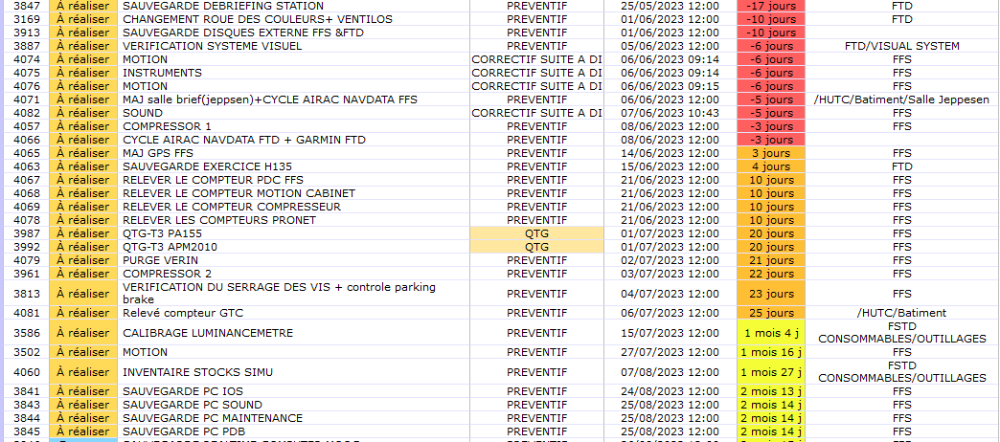 3847 À réaliser SAUVEGARDE DEBRIEFING STATION PREVENTIF 25/05/2023 12:00 -17 jours FTD
3169 À réaliser CHANGEMENT ROUE DES COULEURS+ VENTILOS PREVENTIF 01/06/2023 12:00 -10 jours FTD
3913 À réaliser SAUVEGARDE DISQUES EXTERNE FFS &FTD PREVENTIF 01/06/2023 12:00 -10 jours
3887 À réaliser VERIFICATION SYSTEME VISUEL PREVENTIF 05/06/2023 12:00 -6 jours FTD/VISUAL SYSTEM
4074 À réaliser MOTION CORRECTIF SUITE A DI 06/06/2023 09:14 -6 jours FFS
4075 À réaliser INSTRUMENTS CORRECTIF SUITE A DI 06/06/2023 09:14 -6 jours FFS
4076 À réaliser MOTION CORRECTIF SUITE A DI 06/06/2023 09:15 -6 jours FFS
4071 À réaliser MAJ salle brief(jeppsen)+CYCLE AIRAC NAVDATA FFS PREVENTIF 06/06/2023 12:00 -5 jours /HUTC/Batiment/Salle Jeppesen
4082 À réaliser SOUND CORRECTIF SUITE A DI 07/06/2023 10:43 -5 jours FFS
4057 À réaliser COMPRESSOR 1 PREVENTIF 08/06/2023 12:00 -3 jours FFS
4066 À réaliser CYCLE AIRAC NAVDATA FTD + GARMIN FTD PREVENTIF 08/06/2023 12:00 -3 jours
4065 À réaliser MAJ GPS FFS PREVENTIF 14/06/2023 12:00 3 jours FFS
4063 À réaliser SAUVEGARDE EXERCICE H135 PREVENTIF 15/06/2023 12:00 4 jours FTD
4067 À réaliser RELEVER LE COMPTEUR PDC FFS PREVENTIF 21/06/2023 12:00 10 jours FFS
4068 À réaliser RELEVER LE COMPTEUR MOTION CABINET PREVENTIF 21/06/2023 12:00 10 jours FFS
4069 À réaliser RELEVER LE COMPTEUR COMPRESSEUR PREVENTIF 21/06/2023 12:00 10 jours FFS
4078 À réaliser RELEVER LES COMPTEURS PRONET PREVENTIF 21/06/2023 12:00 10 jours FFS
3987 À réaliser QTG-T3 PA155 QTG 01/07/2023 12:00 20 jours FFS
3992 À réaliser QTG-T3 APM2010 QTG 01/07/2023 12:00 20 jours FFS
4079 À réaliser PURGE VERIN PREVENTIF 02/07/2023 12:00 21 jours FFS
3961 À réaliser COMPRESSOR 2 PREVENTIF 03/07/2023 12:00 22 jours FFS
3813 À réaliser VERIFICATION DU SERRAGE DES VIS + controle parking
brake PREVENTIF 04/07/2023 12:00 23 jours FFS
4081 À réaliser Relevé compteur GTC PREVENTIF 06/07/2023 12:00 25 jours /HUTC/Batiment
3586 À réaliser CALIBRAGE LUMINANCEMETRE PREVENTIF 15/07/2023 12:00 1 mois 4 j FSTD
CONSOMMABLES/OUTILLAGES
3502 À réaliser MOTION PREVENTIF 27/07/2023 12:00 1 mois 16 j FFS
4060 À réaliser INVENTAIRE STOCKS SIMU PREVENTIF 07/08/2023 12:00 1 mois 27 j FSTD
CONSOMMABLES/OUTILLAGES
3841 À réaliser SAUVEGARDE PC IOS PREVENTIF 24/08/2023 12:00 2 mois 13 j FFS
3843 À réaliser SAUVEGARDE PC SOUND PREVENTIF 25/08/2023 12:00 2 mois 14 j FFS
3844 À réaliser SAUVEGARDE PC MAINTENANCE PREVENTIF 25/08/2023 12:00 2 mois 14 j FFS
3845 À réaliser SAUVEGARDE PC PDB PREVENTIF 25/08/2023 12:00 2 mois 14 j FFS